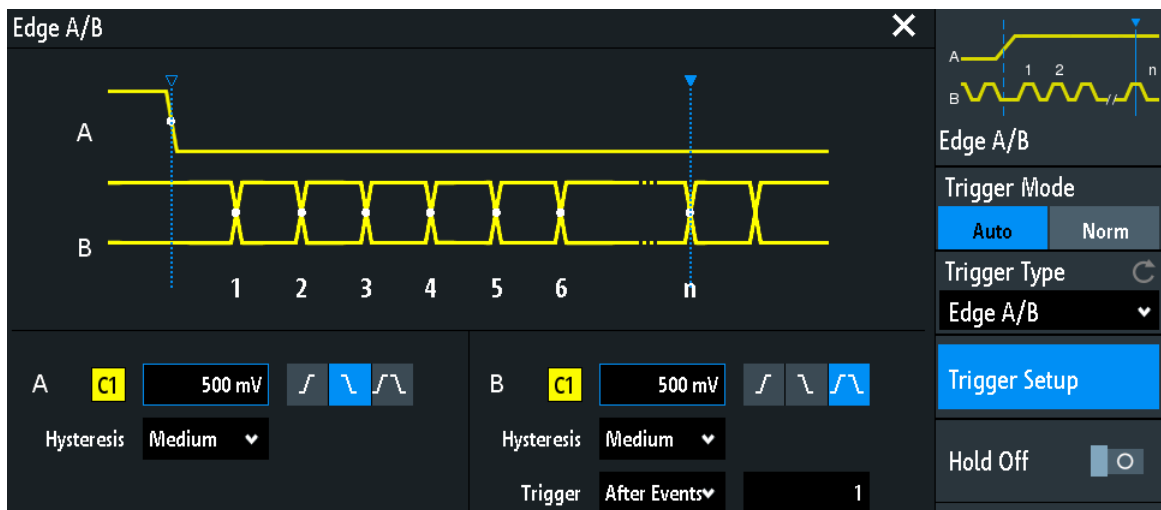 Edge A/B
A
B
1 2 3 4 5 6 n
A C1 500 mV
Hysteresis Medium
B C1 500 mV
Hysteresis Medium
Trigger After Events 1
A
1 2 n
B
Edge A/B
Trigger Mode
Auto Norm
Trigger Type
Edge A/B
Trigger Setup
Hold Off